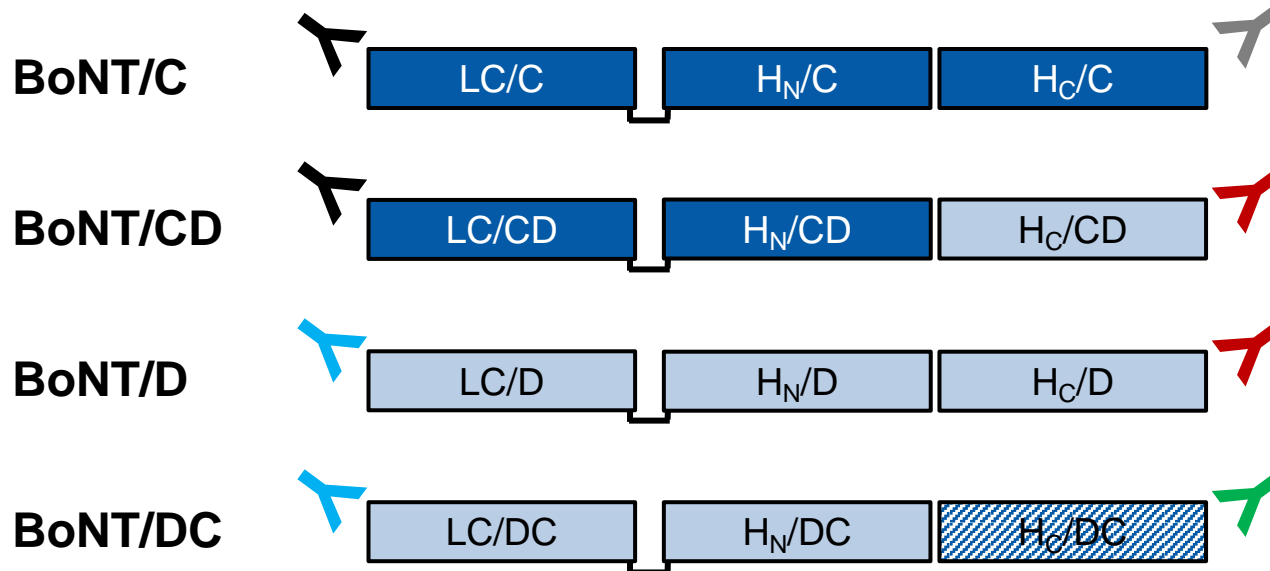 BoNT/C LC/C HN/C HC/C
BoNT/CD LC/CD HN/CD HC/CD
BoNT/D LC/D HN/D HC/D
BoNT/DC LC/DC HN/DC HC/DC